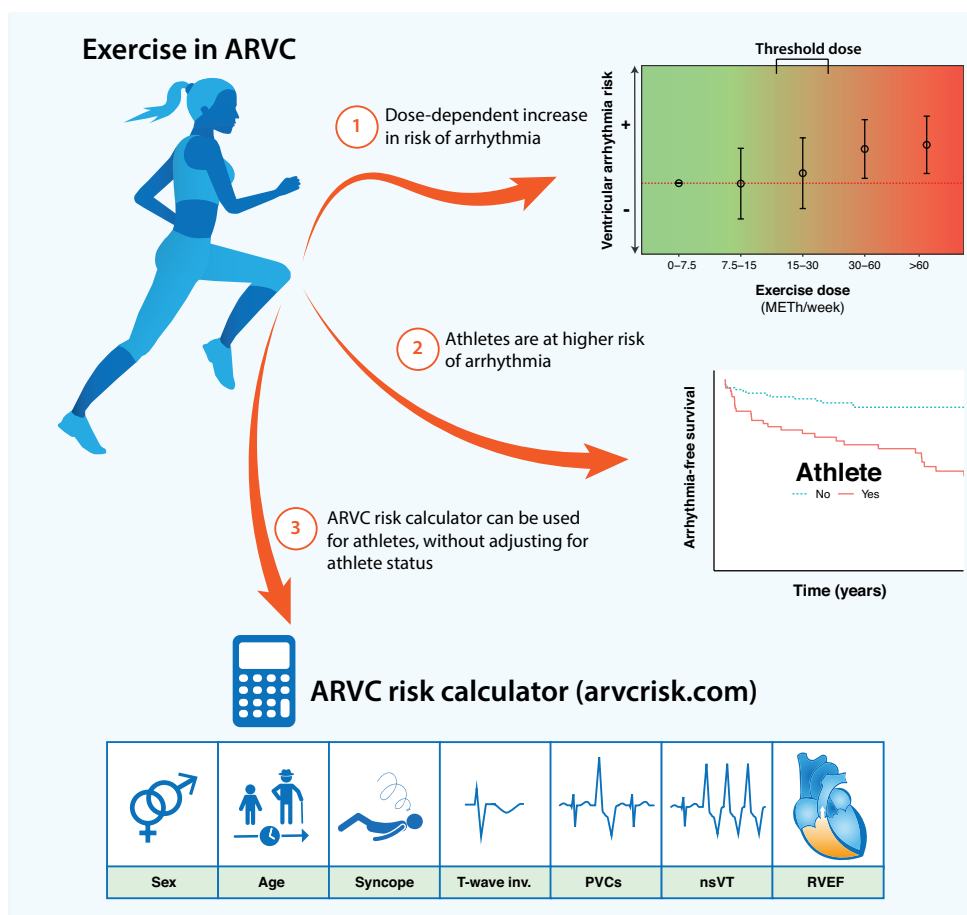 Exercise in ARVC
1
Dose-dependent increase
in risk of arrhythmia
Threshold dose
Ventricular arrhythmia risk
+
-
0–7.5
7.5–15
15–30
30–60
>60
Exercise dose
(METh/week)
2
Athletes are at higher risk
of arrhythmia
Arrhythmia-free survival
Athlete
No
Yes
Time (years)
3
ARVC risk calculator can be used
for athletes, without adjusting for
athlete status
ARVC risk calculator (arvcrisk.com)
Sex
Age
Syncope
T-wave inv.
PVCs
nsVT
RVEF